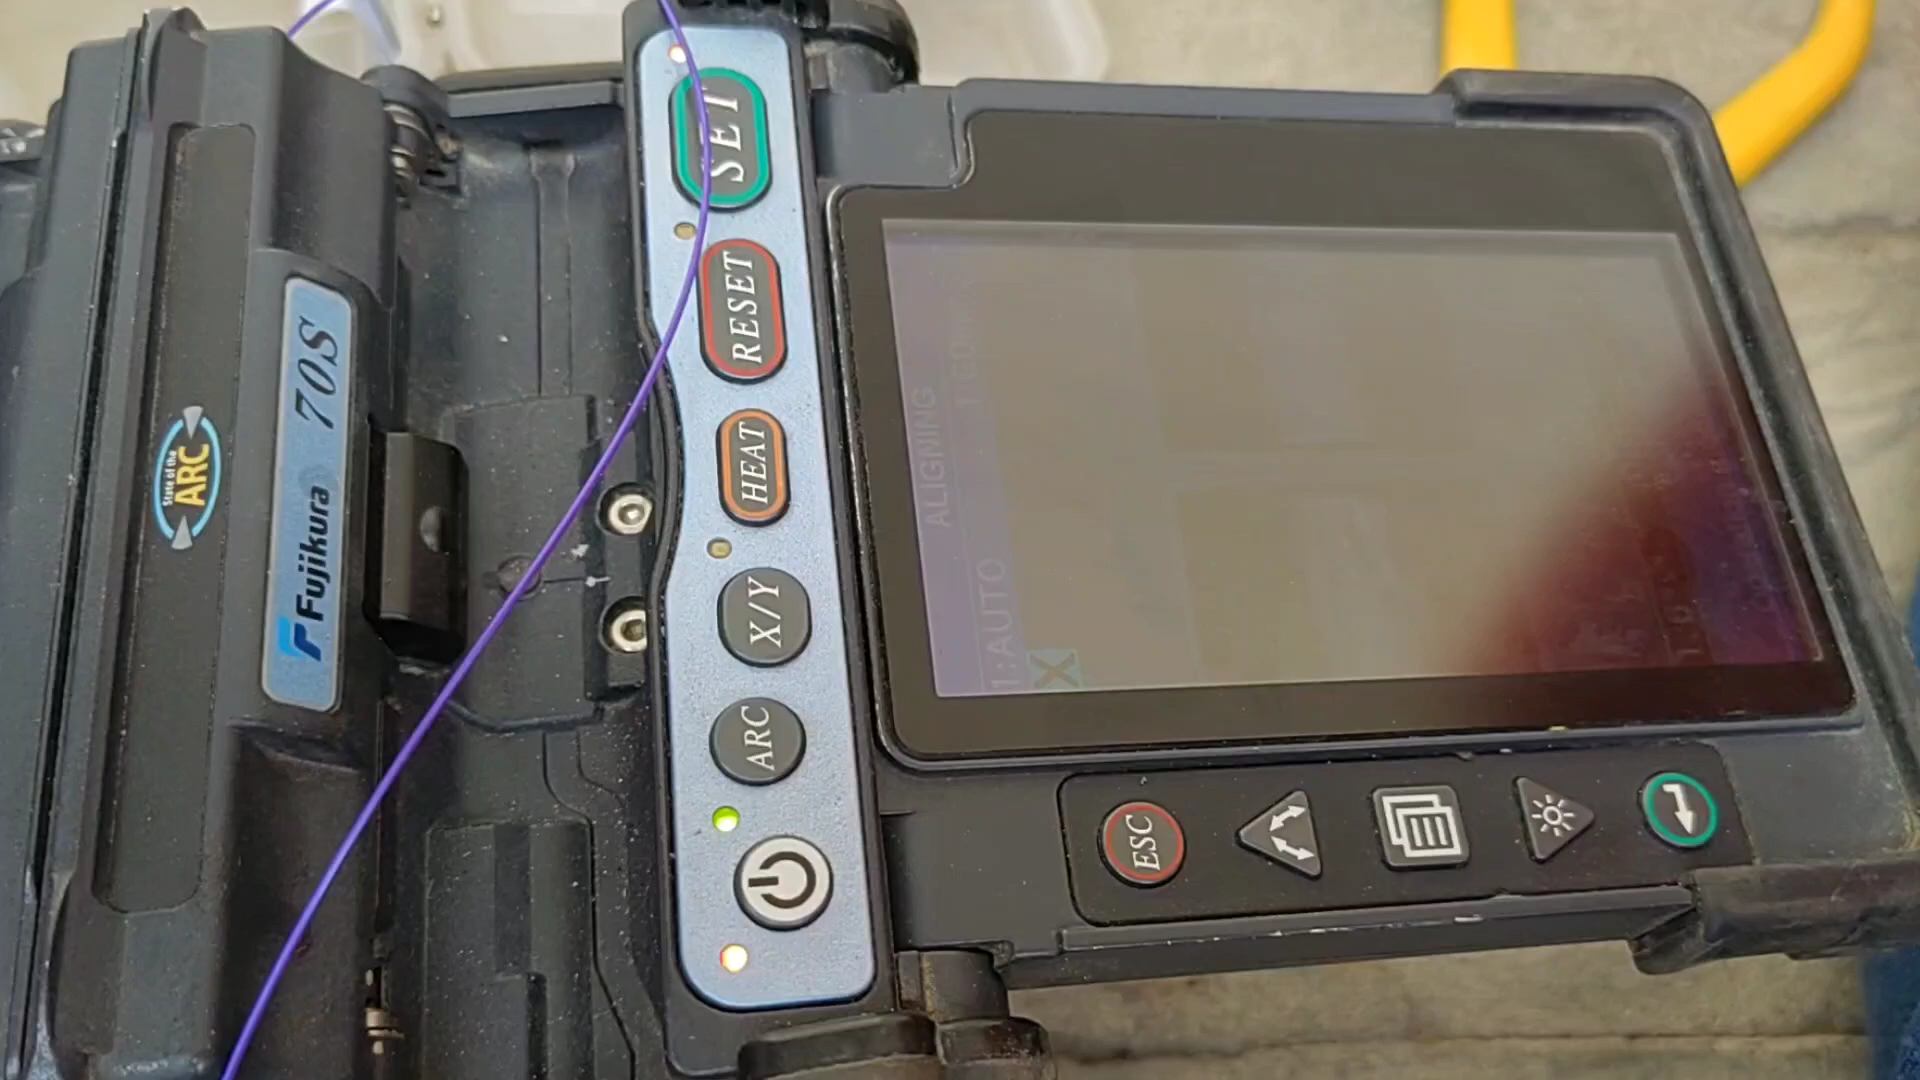 State of the
ARC
Fujikura 70S
SET
RESET
HEAT
X/Y
ARC
ALIGNING
1:AUTO
X
ESC